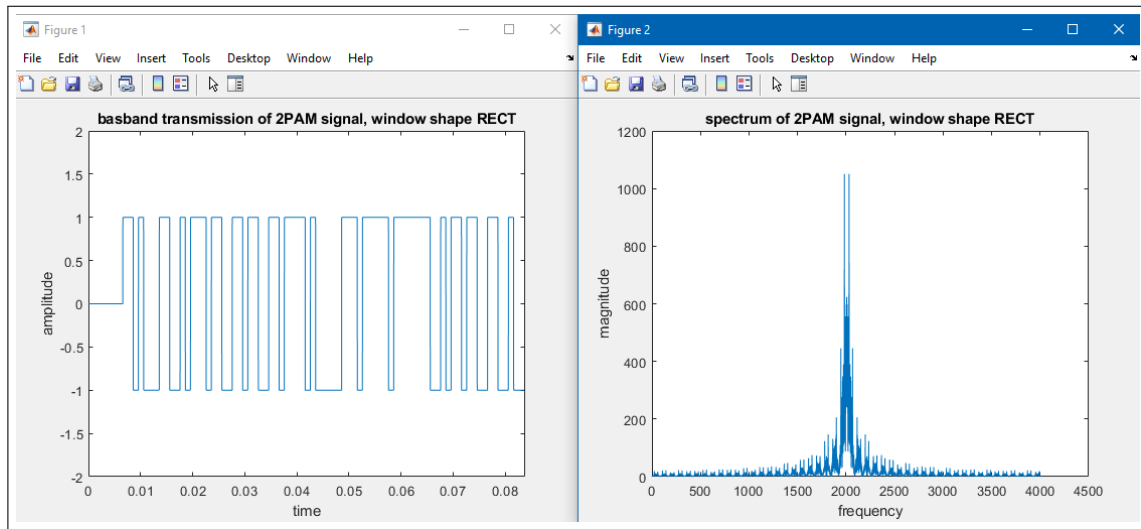 Figure 1
File Edit View Insert Tools Desktop Window Help
basband transmission of 2PAM signal, window shape RECT
2
1.5
1
0.5
0
-0.5
-1
-1.5
-2
amplitude
0 0.01 0.02 0.03 0.04 0.05 0.06 0.07 0.08
time
Figure 2
File Edit View Insert Tools Desktop Window Help
spectrum of 2PAM signal, window shape RECT
1200
1000
800
600
400
200
0
magnitude
0 500 1000 1500 2000 2500 3000 3500 4000 4500
frequency